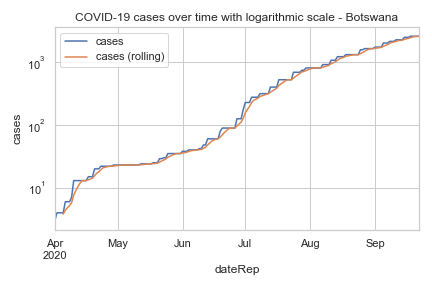 COVID-19 cases over time with logarithmic scale - Botswana
cases
cases (rolling)
10³
10²
10¹
cases
Apr May Jun Jul Aug Sep
2020
dateRep